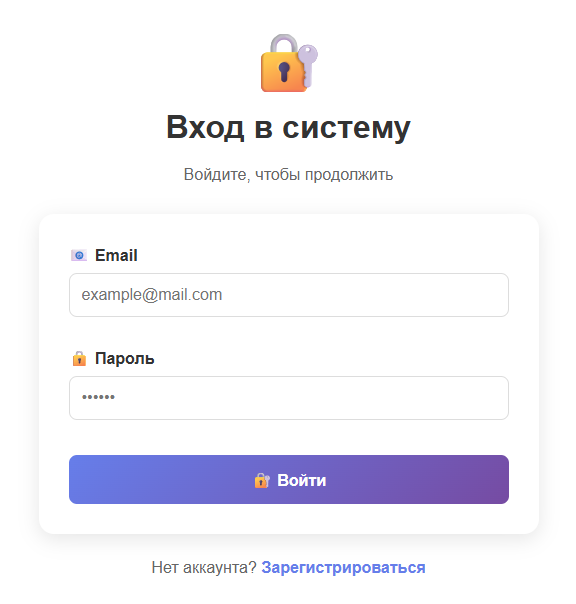 Вход в систему
Войдите, чтобы продолжить
Email
example@mail.com
Пароль
••••••
Войти
Нет аккаунта? Зарегистрироваться